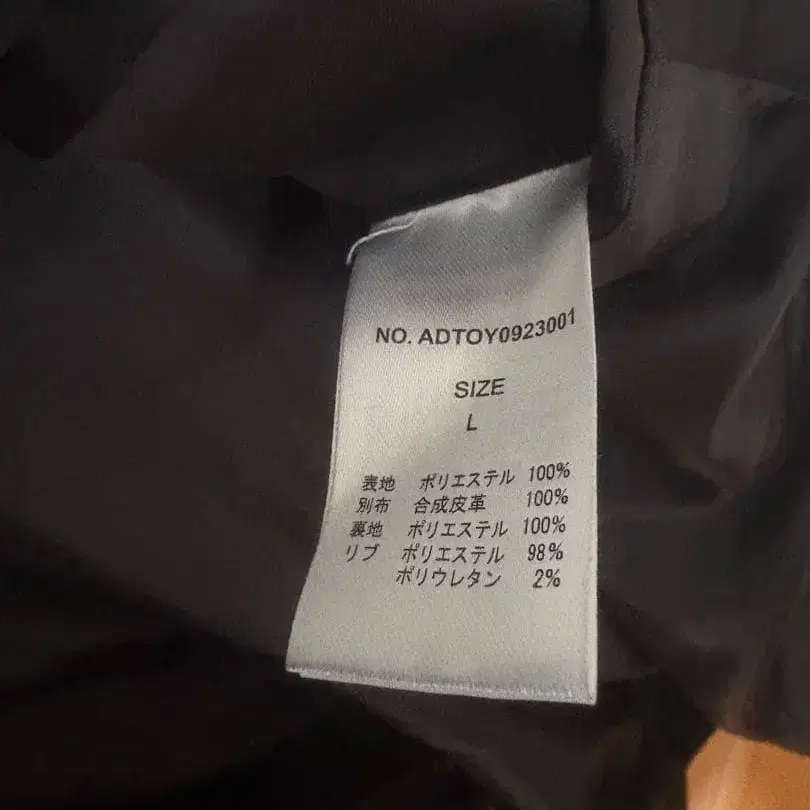 NO. ADTOY0923001
SIZE
L
表地 ポリエステル 100%
別布 合成皮革 100%
裏地 ポリエステル 100%
リブ ポリエステル 98%
ポリウレタン 2%